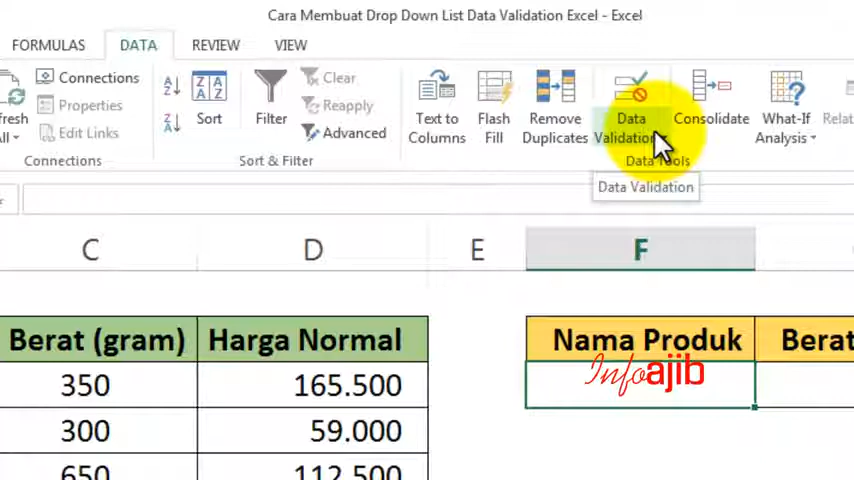 Cara Membuat Drop Down List Data Validation Excel - Excel
FORMULAS DATA REVIEW VIEW
Connections
Properties
Edit Links
Connections
Sort
Filter
Clear
Reapply
Advanced
Sort & Filter
Text to
Columns
Flash
Fill
Remove
Duplicates
Data
Validation
Consolidate
What-If
Analysis
Data Tools
Data Validation
C D E F
Berat (gram) Harga Normal Nama Produk Berat
Infoajib
350 165.500
300 59.000
650 112.500